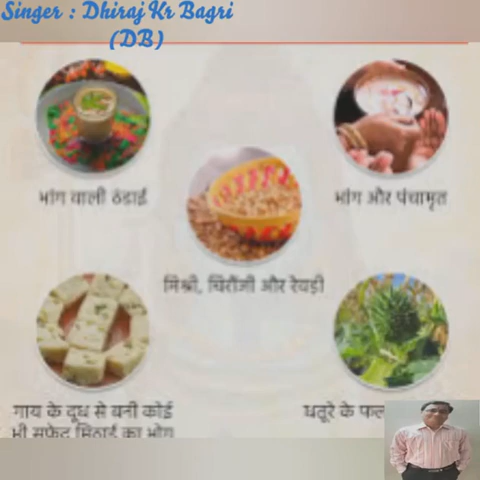 Singer : Dhiraj Kr Bagri
(DB)
भांग वाली ठंडाई
भांग और पंचामृत
मिश्री, चिरौंजी और रेवड़ी
गाय के दूध से बनी कोई
भी सफेद मिठाई का भोग
धतूरे के फल